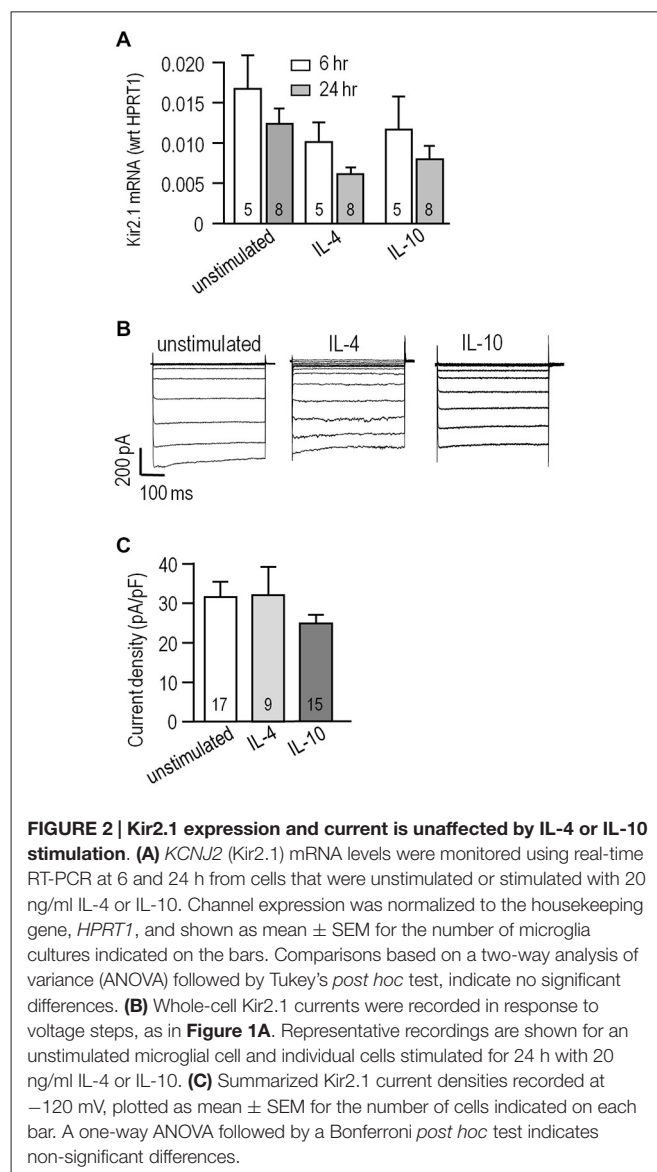 A
Kir2.1 mRNA (wrt HPRT1)
0.020
0.015
0.010
0.005
0
6 hr
24 hr
5 8 5 8 5 8
unstimulated IL-4 IL-10
B
unstimulated IL-4 IL-10
200 pA
100 ms
C
Current density (pA/pF)
40
30
20
10
0
17 9 15
unstimulated IL-4 IL-10
FIGURE 2 | Kir2.1 expression and current is unaffected by IL-4 or IL-10
stimulation. (A) KCNJ2 (Kir2.1) mRNA levels were monitored using real-time
RT-PCR at 6 and 24 h from cells that were unstimulated or stimulated with 20
ng/ml IL-4 or IL-10. Channel expression was normalized to the housekeeping
gene, HPRT1, and shown as mean ± SEM for the number of microglia
cultures indicated on the bars. Comparisons based on a two-way analysis of
variance (ANOVA) followed by Tukey's post hoc test, indicate no significant
differences. (B) Whole-cell Kir2.1 currents were recorded in response to
voltage steps, as in Figure 1A. Representative recordings are shown for an
unstimulated microglial cell and individual cells stimulated for 24 h with 20
ng/ml IL-4 or IL-10. (C) Summarized Kir2.1 current densities recorded at
−120 mV, plotted as mean ± SEM for the number of cells indicated on each
bar. A one-way ANOVA followed by a Bonferroni post hoc test indicates
non-significant differences.